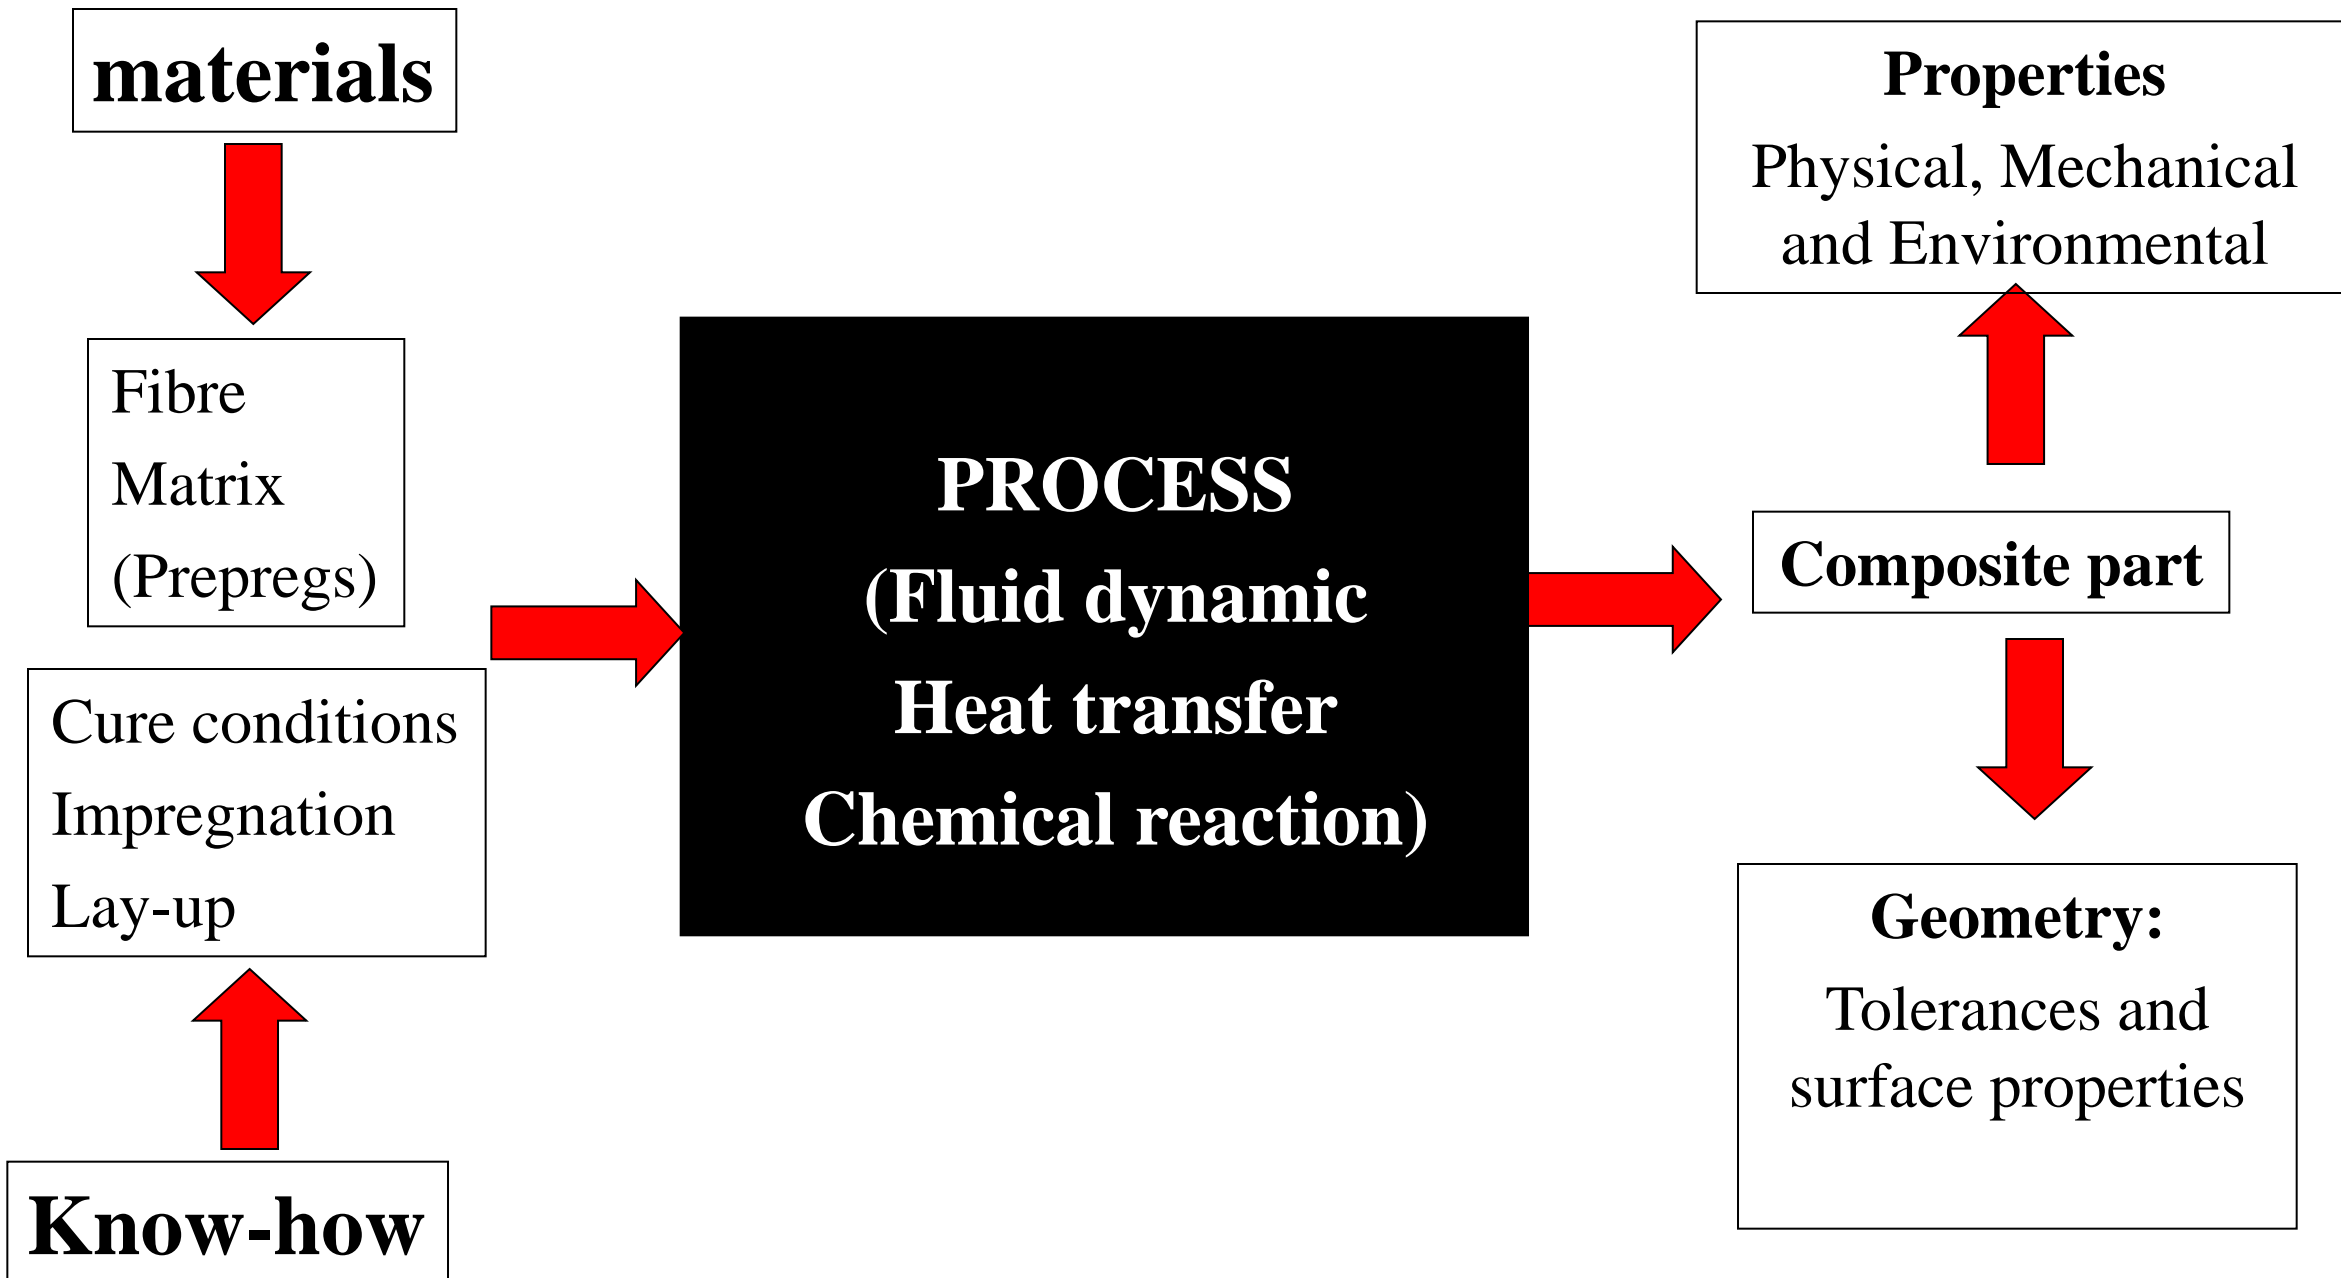 materials
Fibre
Matrix
(Prepregs)
Cure conditions
Impregnation
Lay-up
Know-how
PROCESS
(Fluid dynamic
Heat transfer
Chemical reaction)
Properties
Physical, Mechanical
and Environmental
Composite part
Geometry:
Tolerances and
surface properties